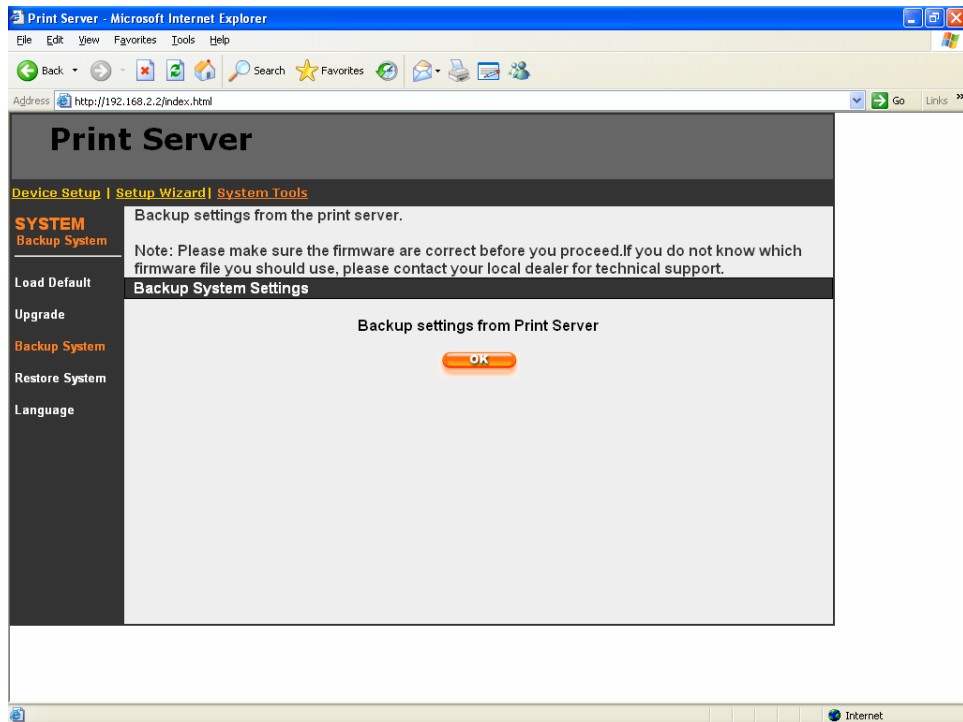 Print Server - Microsoft Internet Explorer
File Edit View Favorites Tools Help
Back Search Favorites
Address http://192.168.2.2/index.html Go Links »
Print Server
Device Setup | Setup Wizard| System Tools
SYSTEM
Backup System
Load Default
Upgrade
Backup System
Restore System
Language
Backup settings from the print server.
Note: Please make sure the firmware are correct before you proceed.If you do not know which
firmware file you should use, please contact your local dealer for technical support.
Backup System Settings
Backup settings from Print Server
OK
Internet